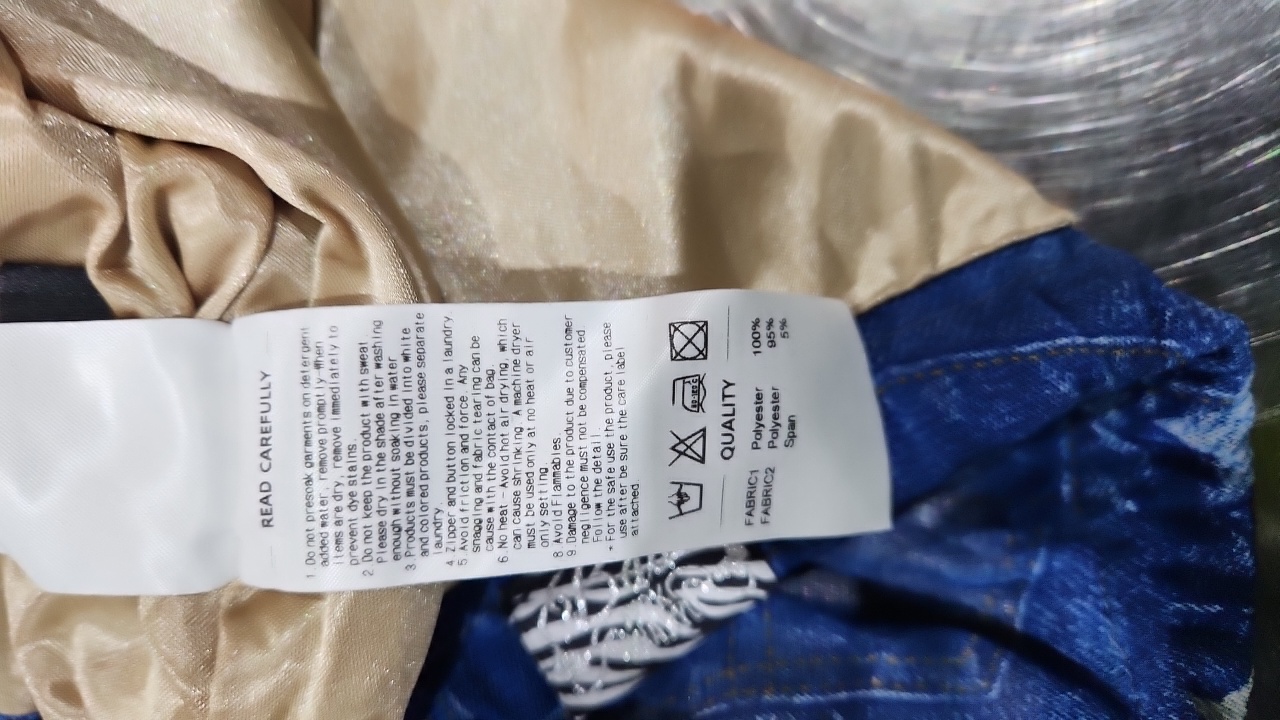 READ CAREFULLY
1. Do not presoak garments on detergent
added water, remove promptly When
items are dry, remove immediately to
prevent dye stains.
2. Do not keep the product with sweat.
Please dry in the shade after washing
enough without soaking in water
3. Products must be divided into white
and colored products, please separate
laundry.
4. Zipper and button locked in a laundry
5. Avoid friction and force. Any
snagg and fabric tearing can be
cause with the contact of bag.
6. No heat-Avoid hot air drying, which
can cause shrinking. A machine dryer
must be used only at no heat or air
only setting.
8. Avoid Flammables
9. Damage to the product due to customer
negligence must not be compensated
Follow the detail.
* For the safe use the product, please
use after be sure the care label
attached.
QUALITY
FABRIC1 Polyester 100%
FABRIC2 Polyester 95%
Span 5%